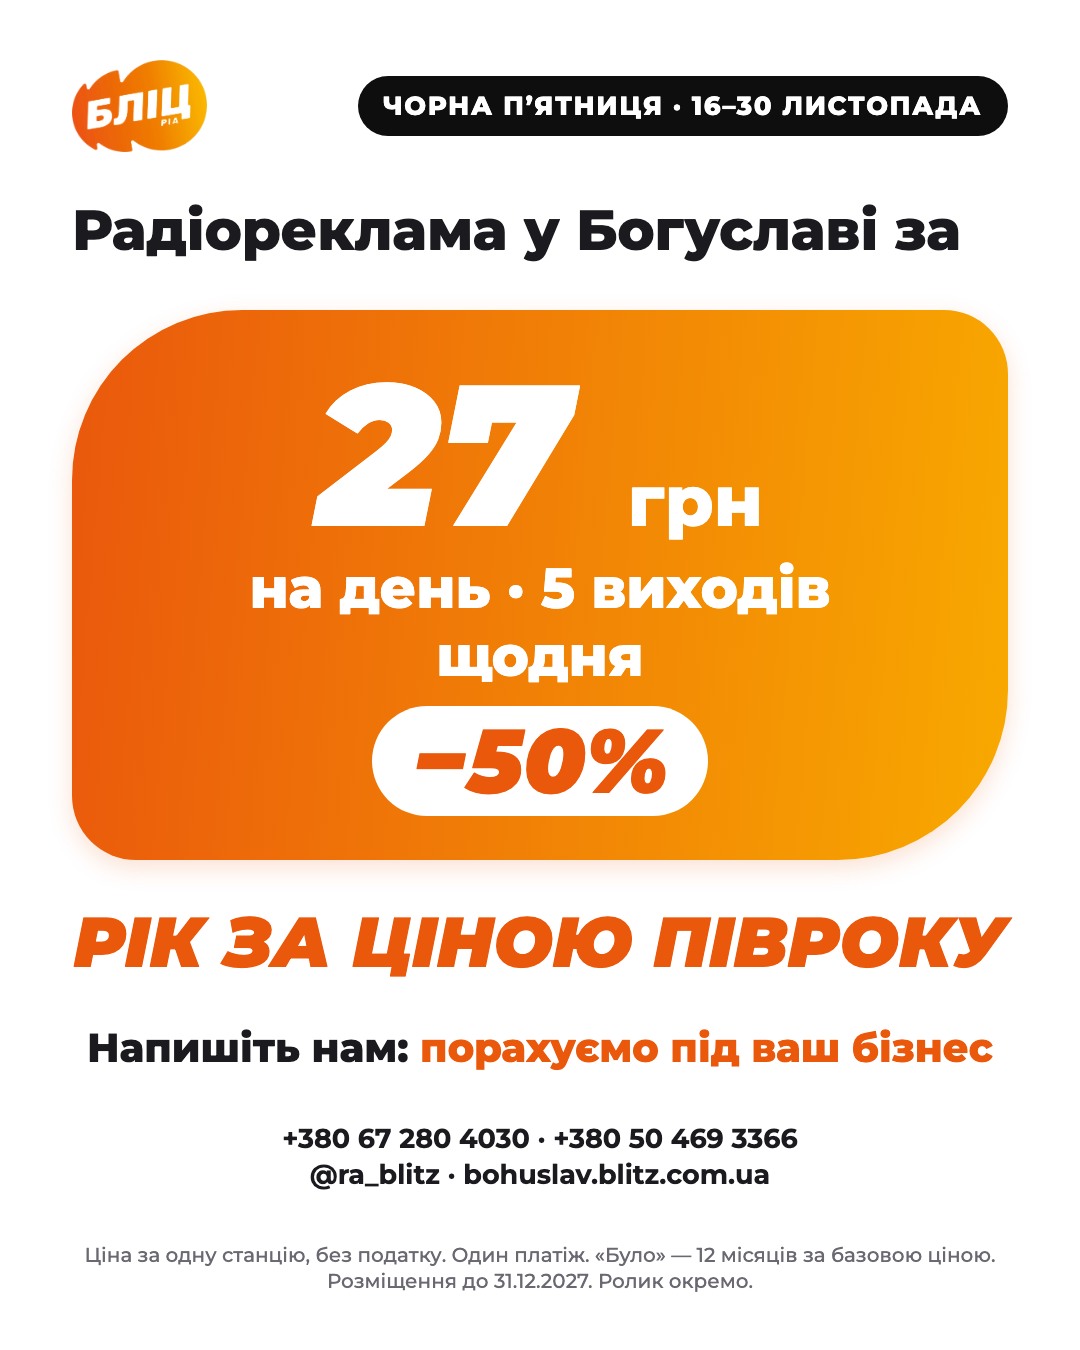 БЛІЦ
РІА
ЧОРНА П’ЯТНИЦЯ · 16–30 ЛИСТОПАДА
Радіореклама у Богуславі за
27 грн
на день · 5 виходів
щодня
–50%
РІК ЗА ЦІНОЮ ПІВРОКУ
Напишіть нам: порахуємо під ваш бізнес
+380 67 280 4030 · +380 50 469 3366
@ra_blitz · bohuslav.blitz.com.ua
Ціна за одну станцію, без податку. Один платіж. «Було» — 12 місяців за базовою ціною.
Розміщення до 31.12.2027. Ролик окремо.